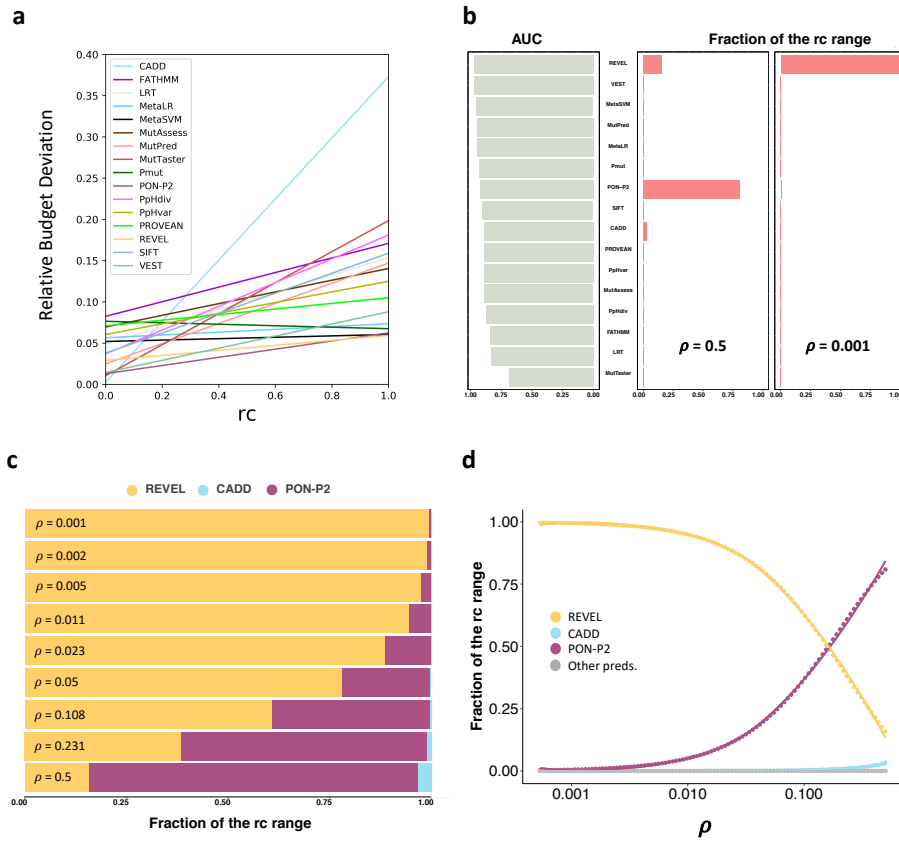 a
0.40
0.35
0.30
0.25
0.20
0.15
0.10
0.05
0.00
Relative Budget Deviation
CADD
FATHMM
LRT
MetaLR
MetaSVM
MutAssess
MutPred
MutTaster
Pmut
PON-P2
PpHdiv
PpHvar
PROVEAN
REVEL
SIFT
VEST
0.0 0.2 0.4 0.6 0.8 1.0
rc
b
AUC
Fraction of the rc range
REVEL
VEST
MetaSVM
MutPred
MetaLR
Pmut
PON-P2
SIFT
CADD
PROVEAN
PpHvar
MutAssess
PpHdiv
FATHMM
LRT
MutTaster
ρ = 0.5
ρ = 0.001
1.00 0.75 0.50 0.25 0.00
0.00 0.25 0.50 0.75 1.00
0.00 0.25 0.50 0.75 1.00
c
REVEL CADD PON-P2
ρ = 0.001
ρ = 0.002
ρ = 0.005
ρ = 0.011
ρ = 0.023
ρ = 0.05
ρ = 0.108
ρ = 0.231
ρ = 0.5
0.00 0.25 0.50 0.75 1.00
Fraction of the rc range
d
1.00
0.75
0.50
0.25
0.00
Fraction of the rc range
REVEL
CADD
PON-P2
Other preds.
0.001 0.010 0.100
ρ